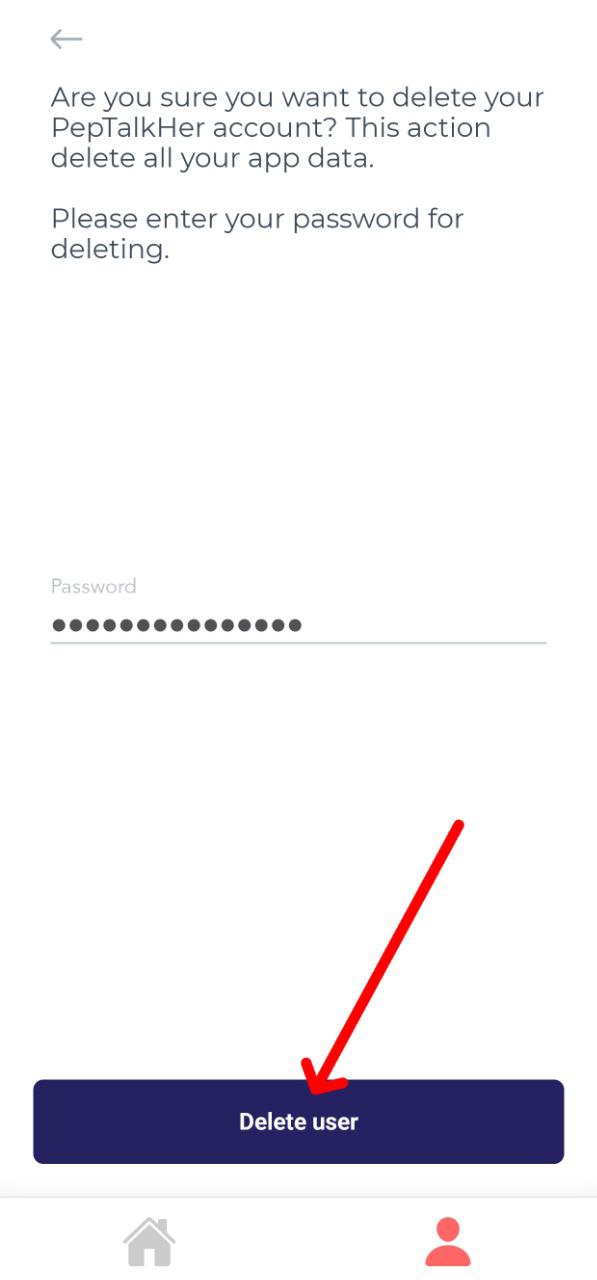 Are you sure you want to delete your
PepTalkHer account? This action
delete all your app data.
Please enter your password for
deleting.
Password
●●●●●●●●●●●●●●●
Delete user